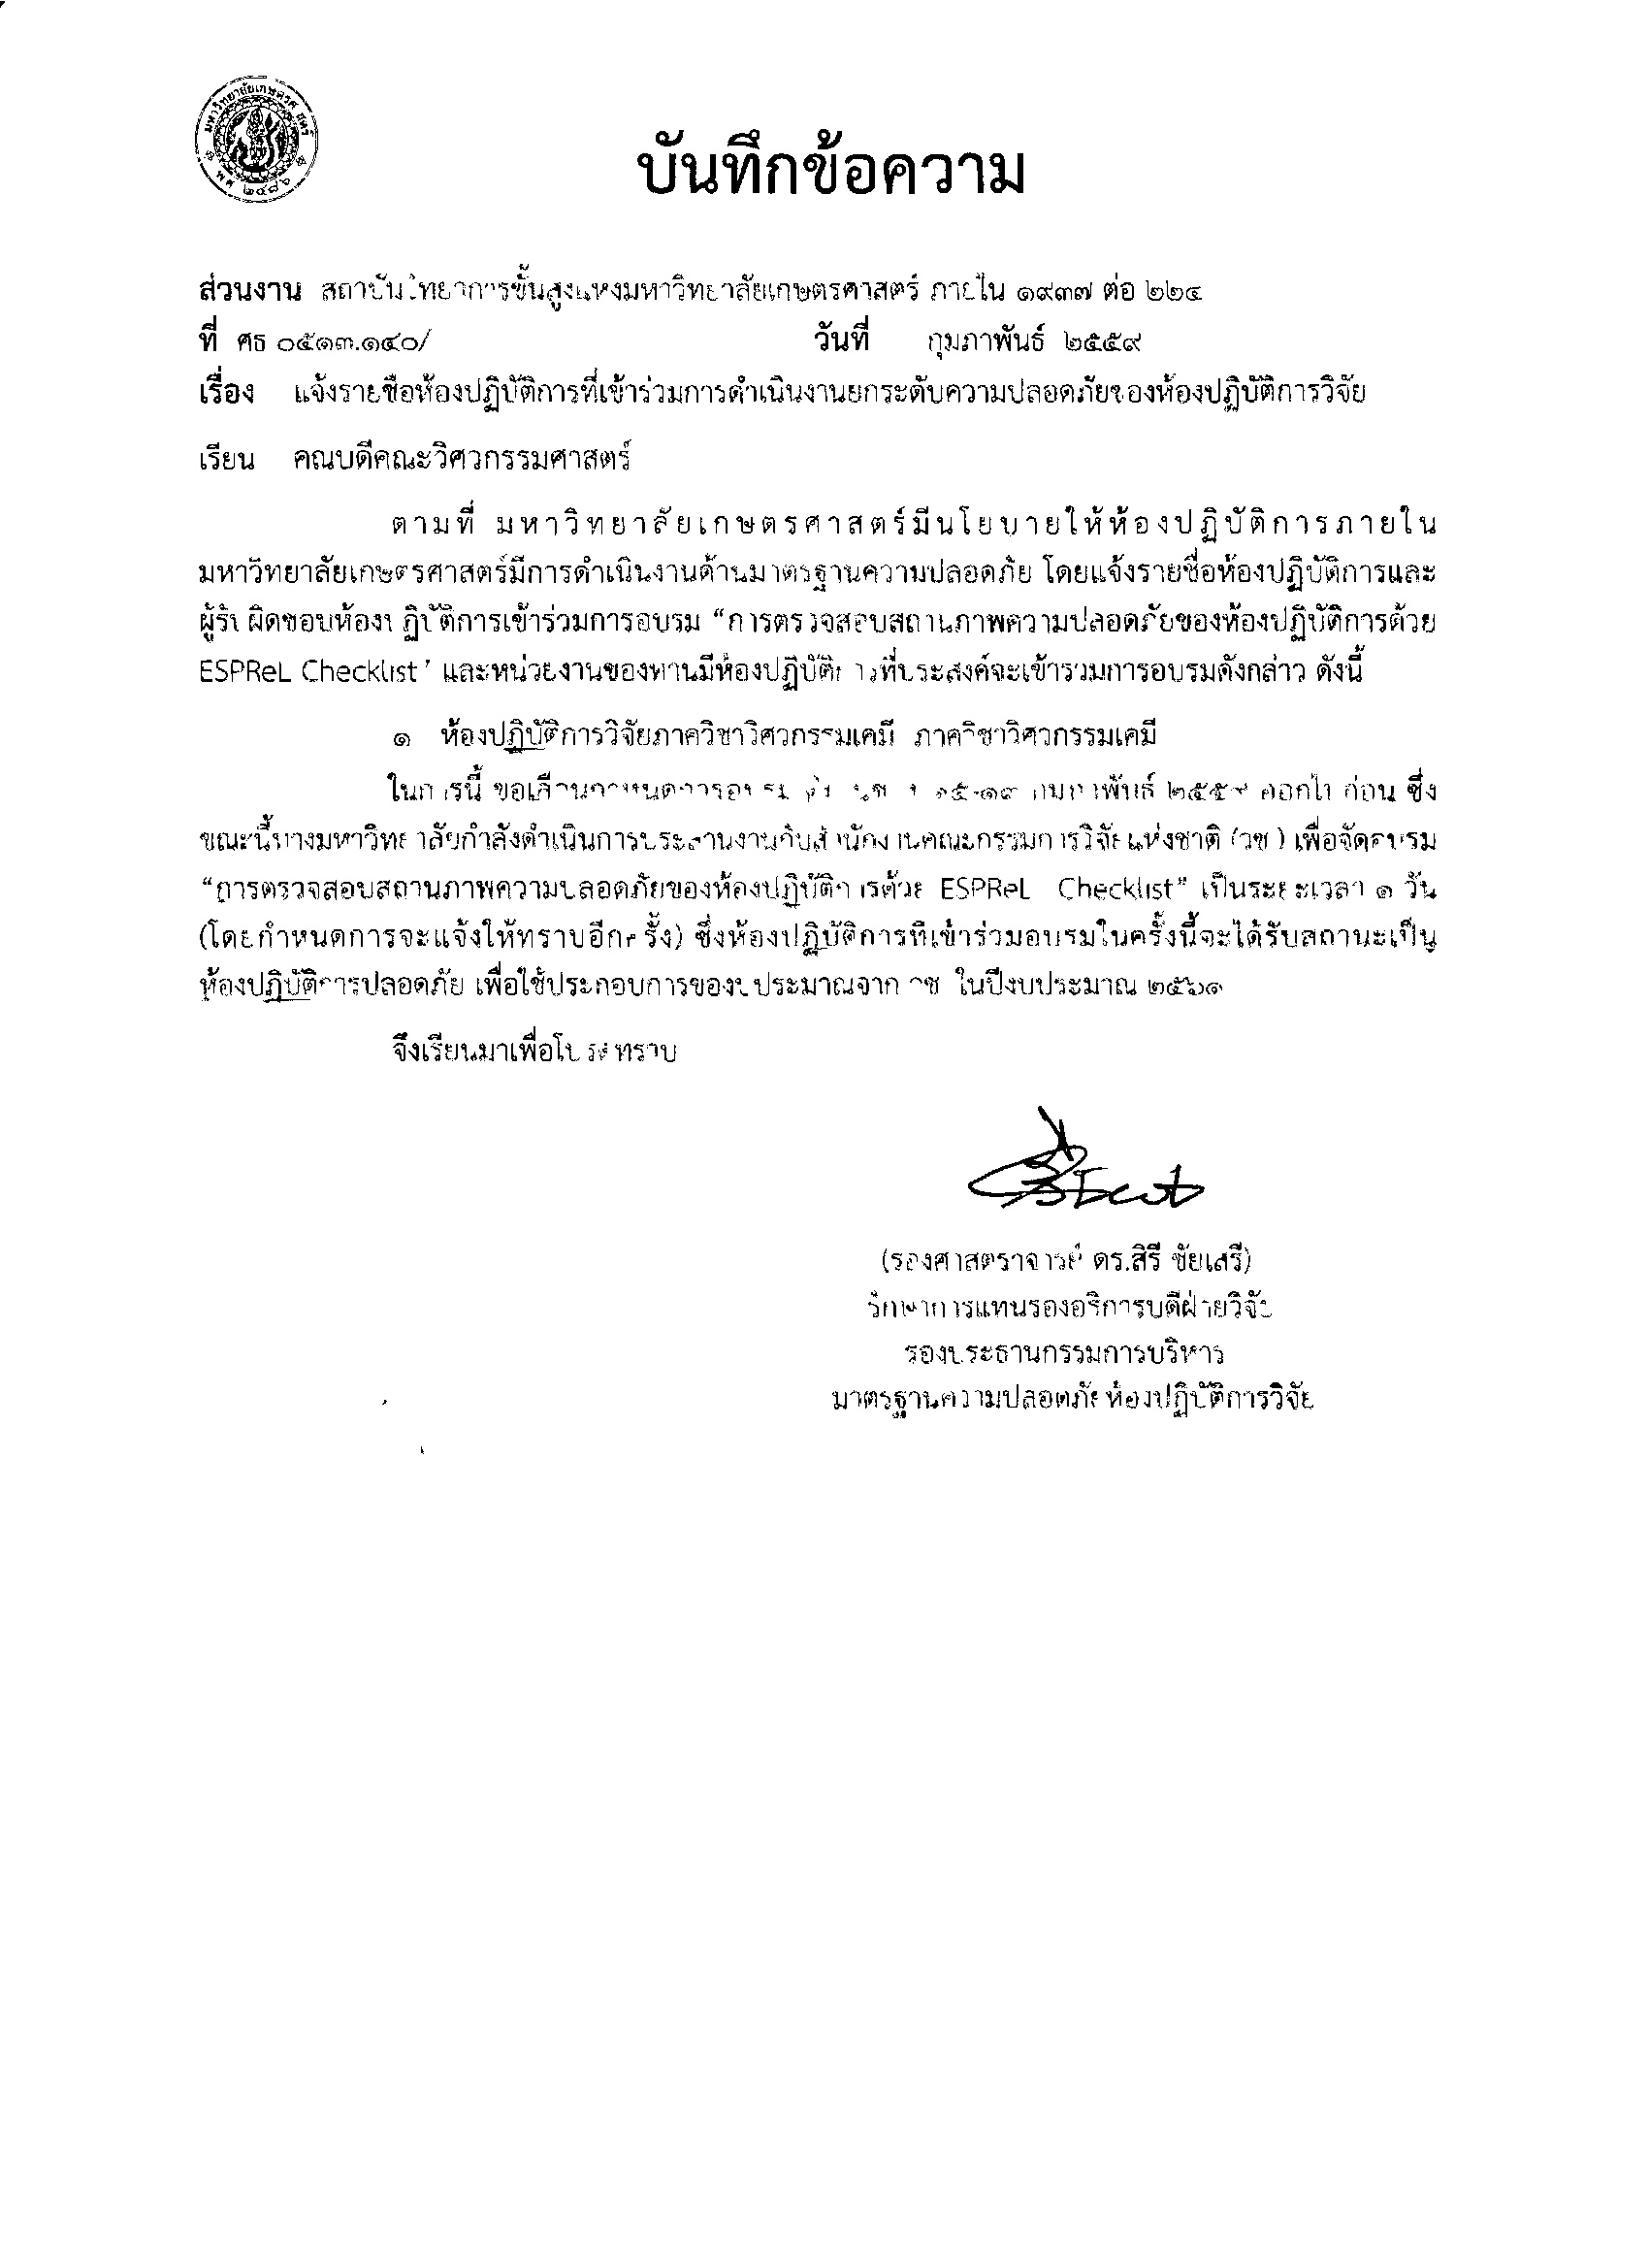 มหาวิทยาลัยเกษตรศาสตร์
พ.ศ. ๒๔๘๖
บันทึกข้อความ
ส่วนงาน สถาบันวิทยาการขั้นสูงแห่งมหาวิทยาลัยเกษตรศาสตร์ ภายใน ๑๙๓๗ ต่อ ๒๒๔
ที่ ศธ ๐๕๑๓.๑๔๐/ วันที่ กุมภาพันธ์ ๒๕๕๙
เรื่อง แจ้งรายชื่อห้องปฏิบัติการที่เข้าร่วมการดำเนินงานยกระดับความปลอดภัยของห้องปฏิบัติการวิจัย
เรียน คณบดีคณะวิศวกรรมศาสตร์
ตามที่ มหาวิทยาลัยเกษตรศาสตร์มีนโยบายให้ห้องปฏิบัติการภายใน
มหาวิทยาลัยเกษตรศาสตร์มีการดำเนินงานด้านมาตรฐานความปลอดภัย โดยแจ้งรายชื่อห้องปฏิบัติการและ
ผู้รับผิดชอบห้องปฏิบัติการเข้าร่วมการอบรม “การตรวจสอบสถานภาพความปลอดภัยของห้องปฏิบัติการด้วย
ESPReL Checklist” และหน่วยงานของท่านมีห้องปฏิบัติการที่ประสงค์จะเข้าร่วมการอบรมดังกล่าว ดังนี้
๑ ห้องปฏิบัติการวิจัยภาควิชาวิศวกรรมเคมี ภาควิชาวิศวกรรมเคมี
ในการนี้ ขอเลื่อนกำหนดการอบรม กุมภาพันธ์ ๒๕๕๙ ออกไปก่อน ซึ่ง
ขณะนี้ทางมหาวิทยาลัยกำลังดำเนินการประสานงานกับสำนักงานคณะกรรมการวิจัยแห่งชาติ (วช.) เพื่อจัดอบรม
“การตรวจสอบสถานภาพความปลอดภัยของห้องปฏิบัติการด้วย ESPReL Checklist” เป็นระยะเวลา ๑ วัน
(โดยกำหนดการจะแจ้งให้ทราบอีกครั้ง) ซึ่งห้องปฏิบัติการที่เข้าร่วมอบรมในครั้งนี้จะได้รับสถานะเป็น
ห้องปฏิบัติการปลอดภัย เพื่อใช้ประกอบการของบประมาณจาก วช. ในปีงบประมาณ ๒๕๖๑
จึงเรียนมาเพื่อโปรดทราบ
(รองศาสตราจารย์ ดร.สิรี ชัยเสรี)
รักษาการแทนรองอธิการบดีฝ่ายวิจัย
รองประธานกรรมการบริหาร
มาตรฐานความปลอดภัยห้องปฏิบัติการวิจัย